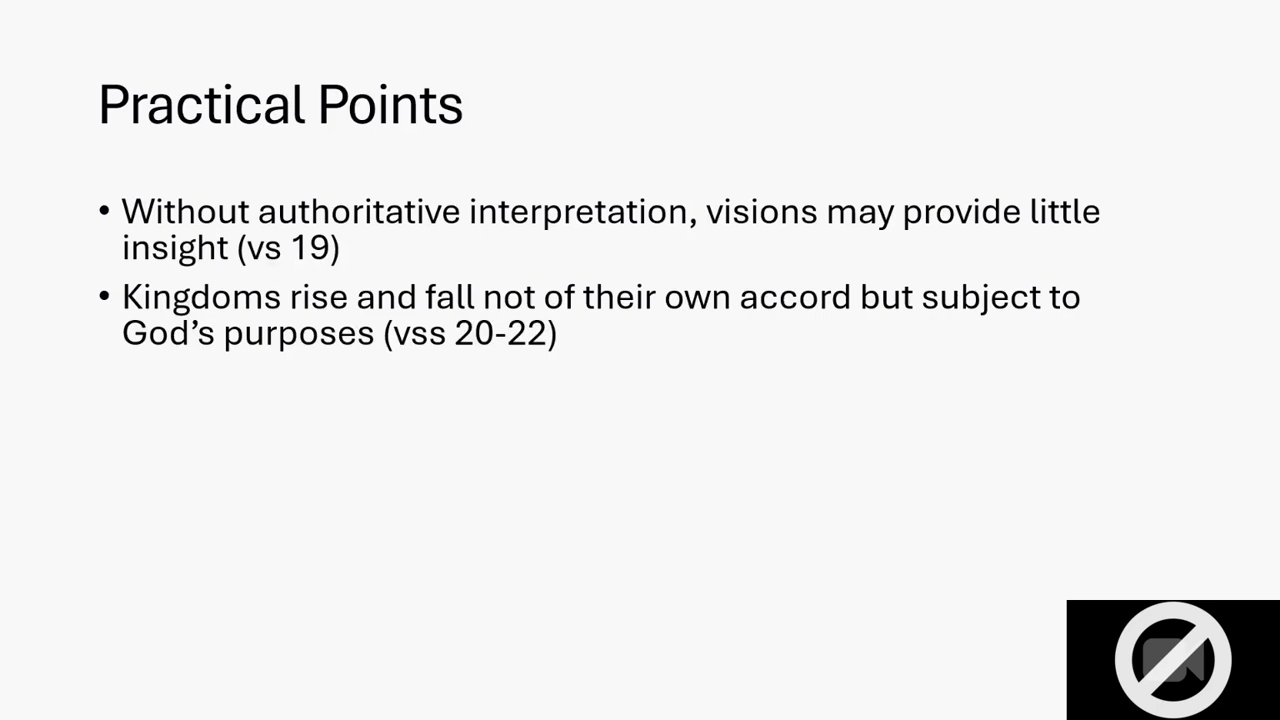 Practical Points
• Without authoritative interpretation, visions may provide little
insight (vs 19)
• Kingdoms rise and fall not of their own accord but subject to
God’s purposes (vss 20-22)